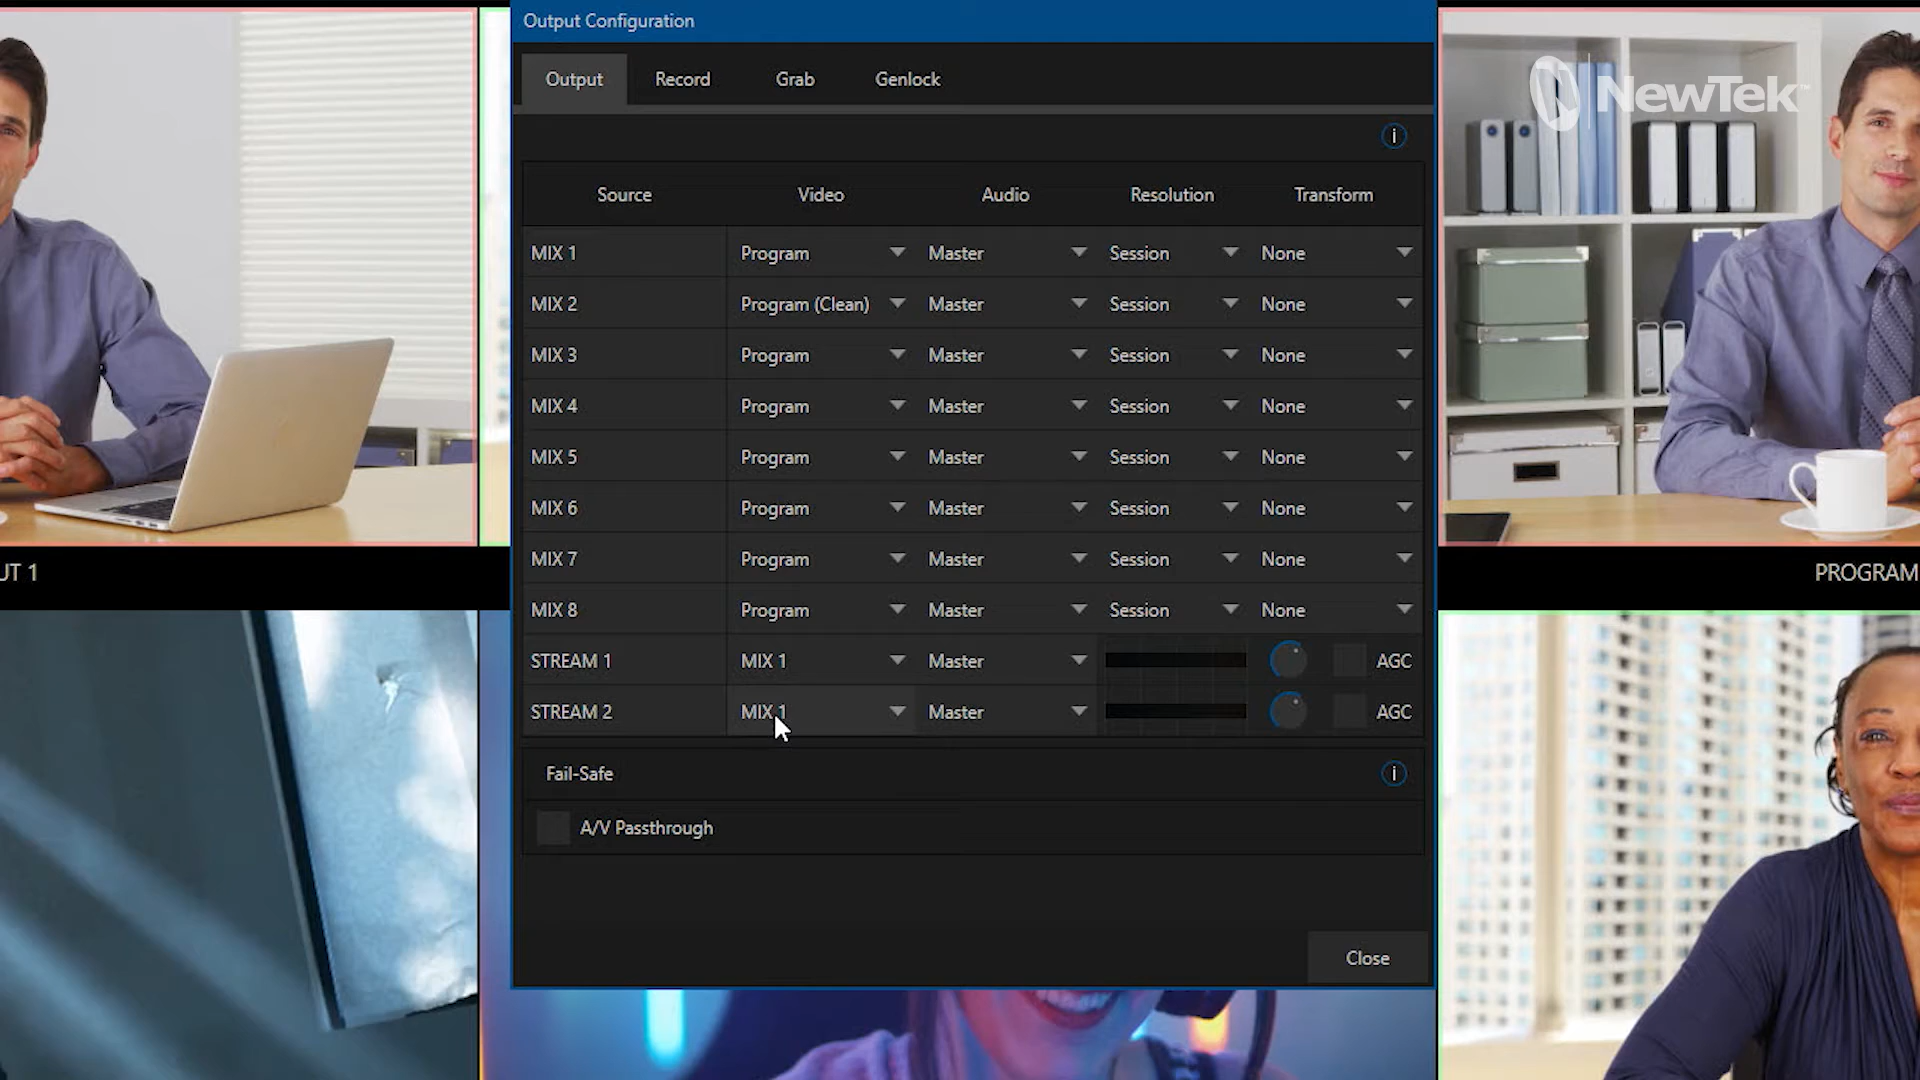 Output Configuration
Output Record Grab Genlock
NewTek™
i
Source Video Audio Resolution Transform
MIX 1 Program Master Session None
MIX 2 Program (Clean) Master Session None
MIX 3 Program Master Session None
MIX 4 Program Master Session None
MIX 5 Program Master Session None
MIX 6 Program Master Session None
MIX 7 Program Master Session None
MIX 8 Program Master Session None
STREAM 1 MIX 1 Master AGC
STREAM 2 MIX 1 Master AGC
Fail-Safe i
A/V Passthrough
Close
UT 1
PROGRAM